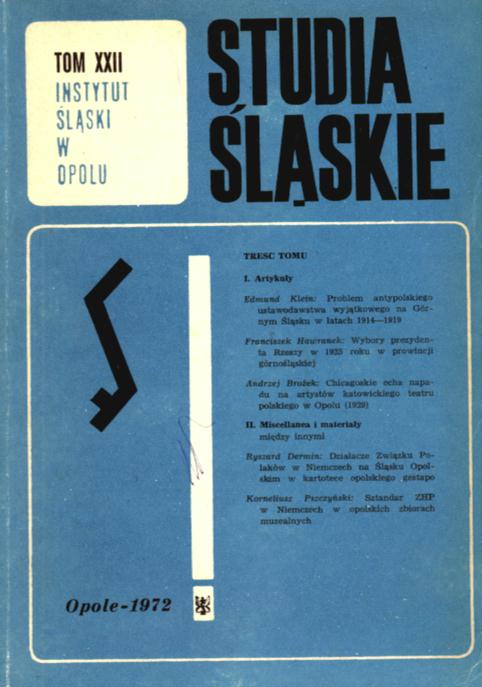 TOM XXII
INSTYTUT
ŚLĄSKI
W
OPOLU
STUDIA
ŚLĄSKIE
TRESC TOMU
I. Artykuły
Edmund Klein: Problem antypolskiego
ustawodawstwa wyjątkowego na Gór-
nym Śląsku w latach 1914—1919
Franciszek Hawranek: Wybory prezyden-
ta Rzeszy w 1925 roku w prowincji
górnośląskiej
Andrzej Brożek: Chicagoskie echa napa-
du na artystów katowickiego teatru
polskiego w Opolu (1929)
II. Miscellanea i materiały
między innymi
Ryszard Dermin: Działacze Związku Po-
laków w Niemczech na Śląsku Opol-
skim w kartotece opolskiego gestapo
Korneliusz Pszczyński: Sztandar ZHP
w Niemczech w opolskich zbiorach
muzealnych
Opole-1972